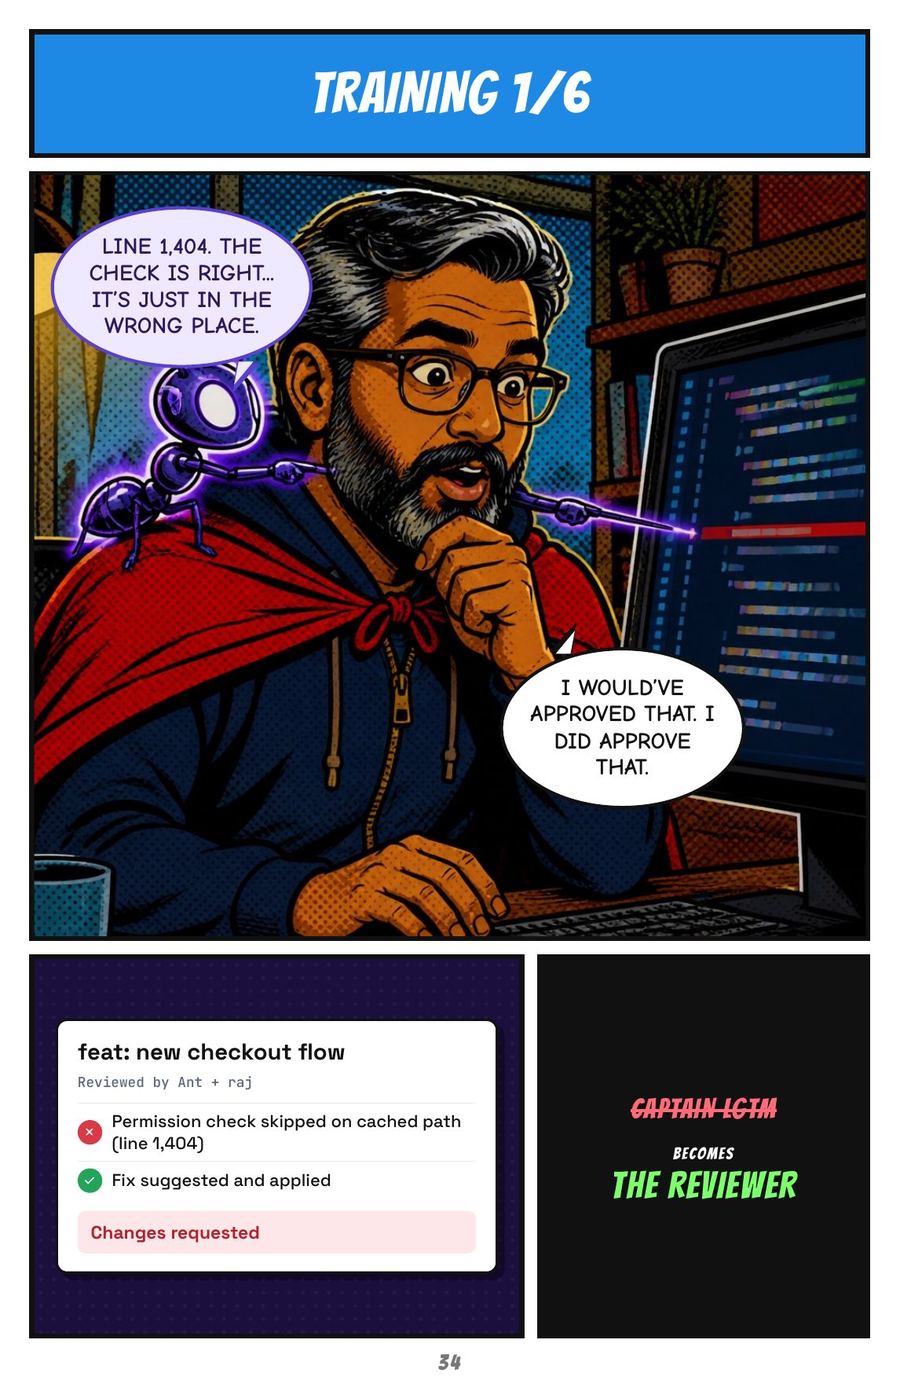 TRAINING 1/6
LINE 1,404. THE
CHECK IS RIGHT...
IT'S JUST IN THE
WRONG PLACE.
I WOULD'VE
APPROVED THAT. I
DID APPROVE
THAT.
feat: new checkout flow
Reviewed by Ant + raj
Permission check skipped on cached path
(line 1,404)
Fix suggested and applied
Changes requested
CAPTAIN LGTM
BECOMES
THE REVIEWER
34